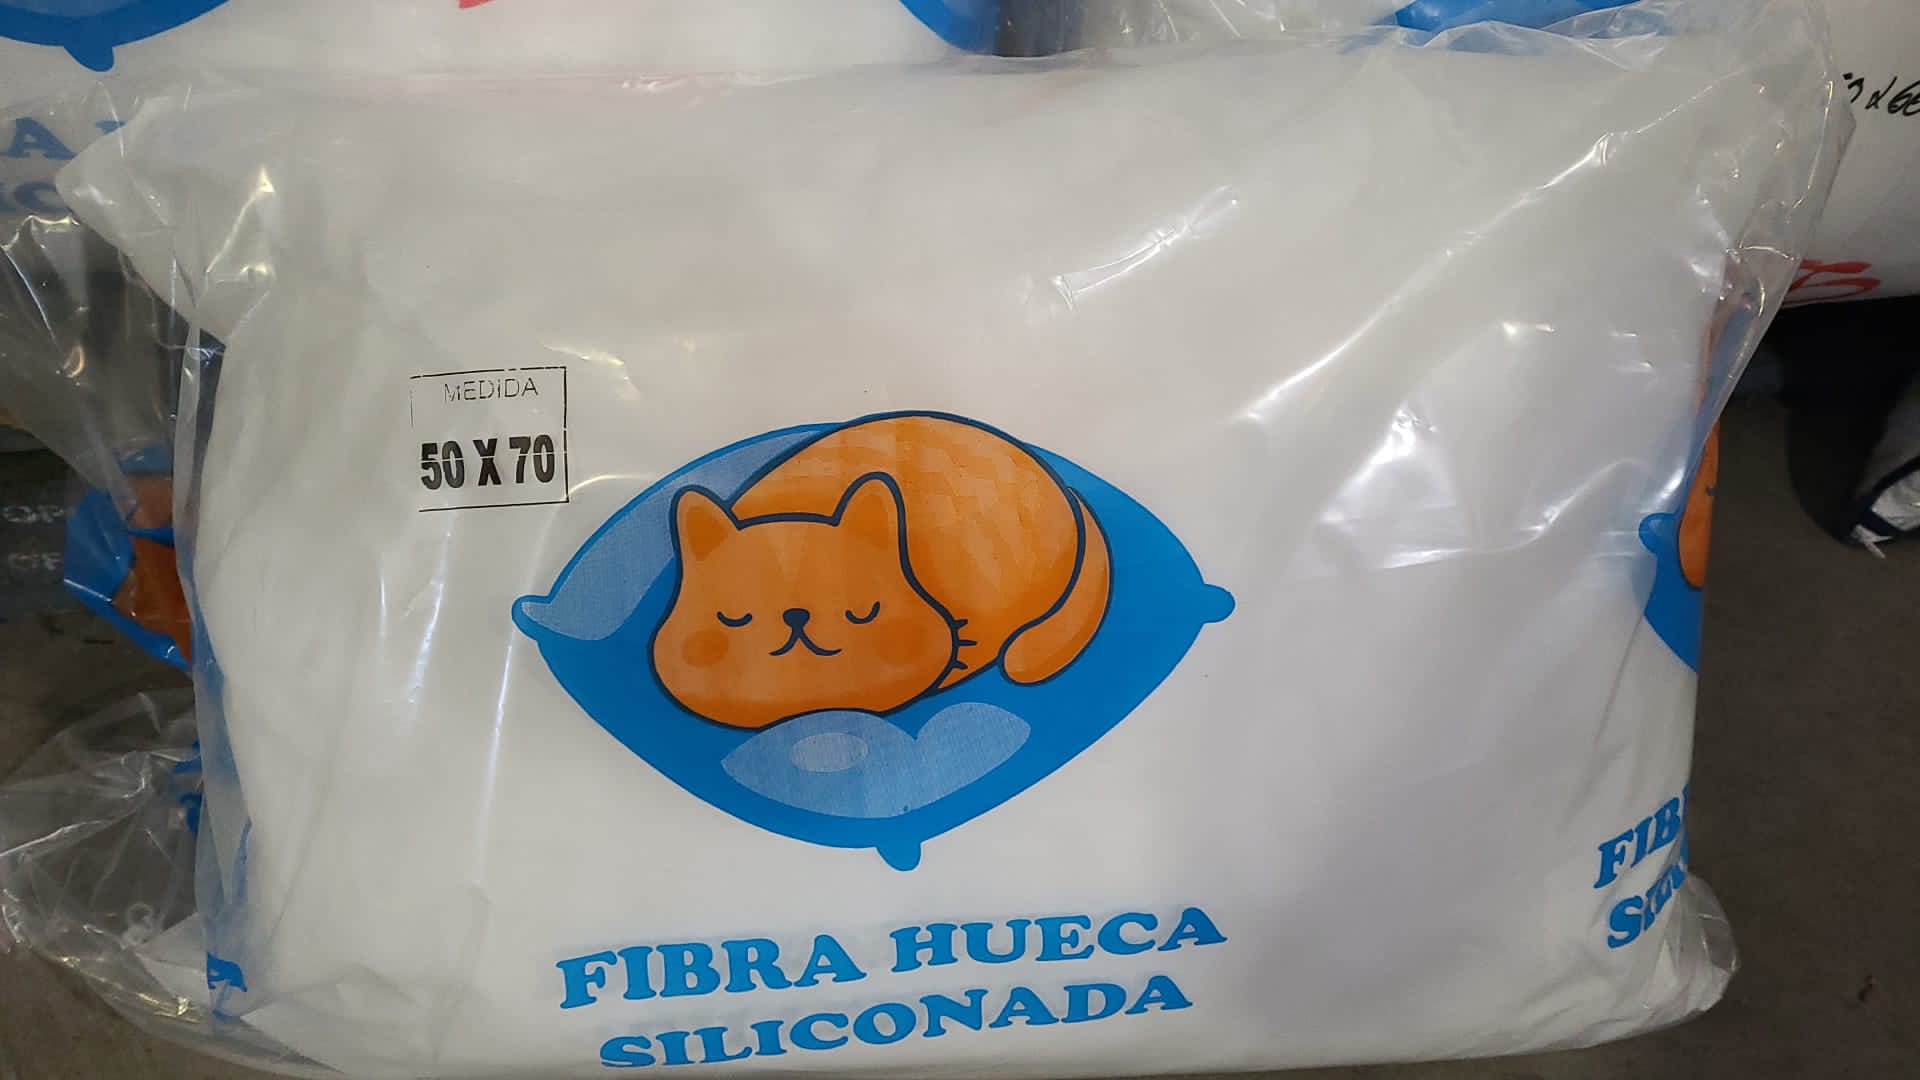 MEDIDA
50 X 70
FIBRA HUECA
SILICONADA